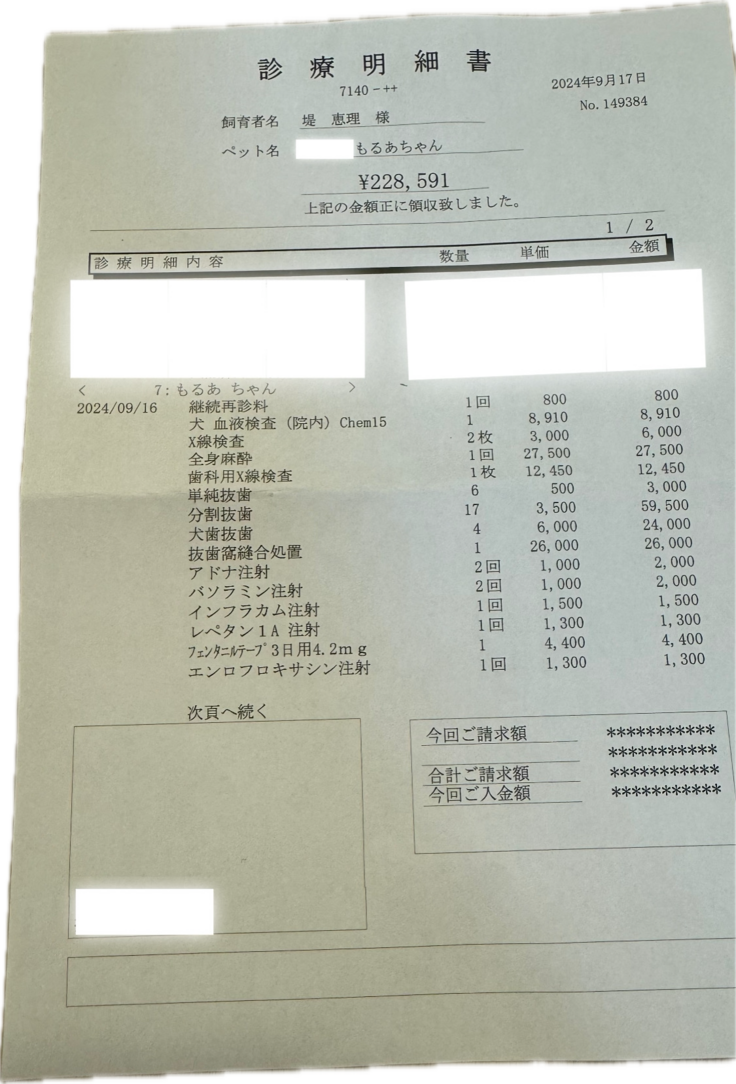 診療明細書
7140-++
2024年9月17日
No.149384
飼育者名 堤 恵理 様
ペット名 もるあちゃん
¥228,591
上記の金額正に領収致しました。
1 / 2
診療明細内容 数量 単価 金額
< 7:もるあ ちゃん >
2024/09/16 継続再診料 1回 800 800
犬 血液検査(院内)Chem15 1 8,910 8,910
X線検査 2枚 3,000 6,000
全身麻酔 1回 27,500 27,500
歯科用X線検査 1枚 12,450 12,450
単純抜歯 6 500 3,000
分割抜歯 17 3,500 59,500
犬歯抜歯 4 6,000 24,000
抜歯窩縫合処置 1 26,000 26,000
アドナ注射 2回 1,000 2,000
バソラミン注射 2回 1,000 2,000
インフラカム注射 1回 1,500 1,500
レペタン1A 注射 1回 1,300 1,300
フェンタニルテープ3日用4.2mg 1 4,400 4,400
エンロフロキサシン注射 1回 1,300 1,300
次頁へ続く
今回ご請求額 ***********
***********
合計ご請求額 ***********
今回ご入金額 ***********